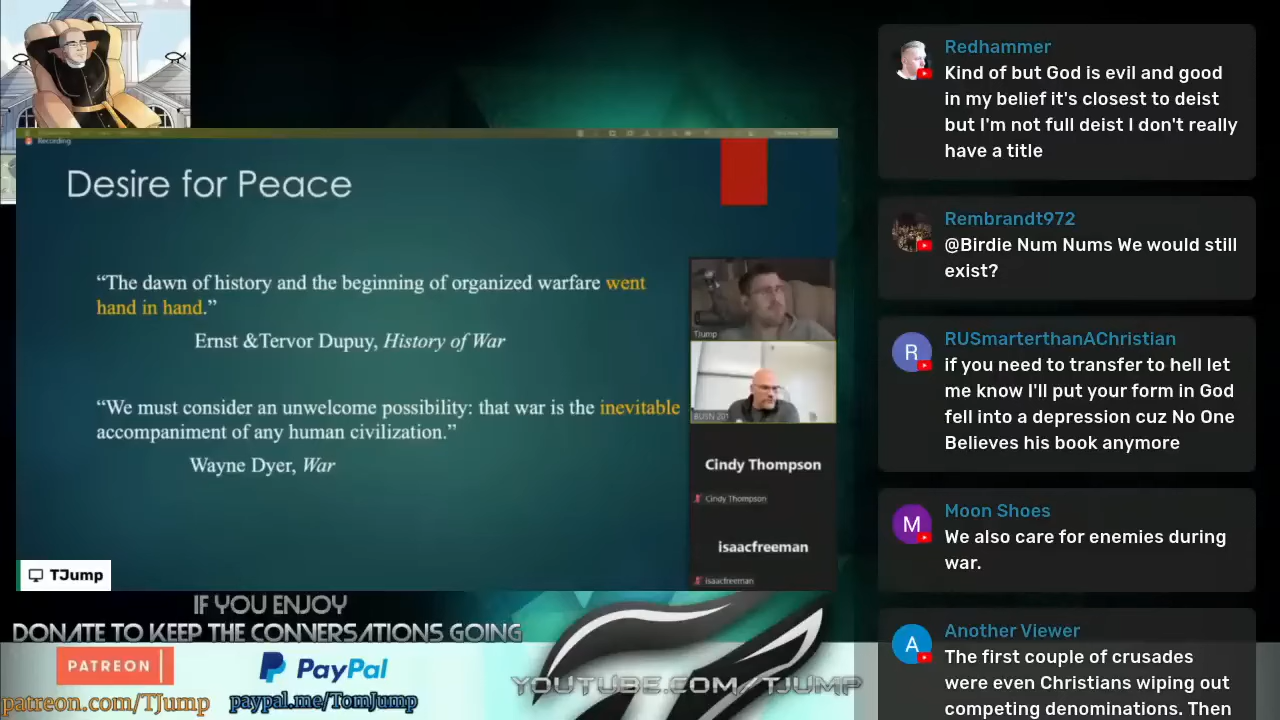 Recording
Desire for Peace
“The dawn of history and the beginning of organized warfare went
hand in hand.”
Ernst &Tervor Dupuy, History of War
“We must consider an unwelcome possibility: that war is the inevitable
accompaniment of any human civilization.”
Wayne Dyer, War
TJump
BUSN 201
Cindy Thompson
Cindy Thompson
isaacfreeman
isaacfreeman
TJump
IF YOU ENJOY
DONATE TO KEEP THE CONVERSATIONS GOING
PATREON
PayPal
patreon.com/TJump
paypal.me/TomJump
YOUTUBE.COM/TJUMP
Redhammer
Kind of but God is evil and good
in my belief it's closest to deist
but I'm not full deist I don't really
have a title
Rembrandt972
@Birdie Num Nums We would still
exist?
R
RUSmarterthanAChristian
if you need to transfer to hell let
me know I'll put your form in God
fell into a depression cuz No One
Believes his book anymore
M
Moon Shoes
We also care for enemies during
war.
A
Another Viewer
The first couple of crusades
were even Christians wiping out
competing denominations. Then